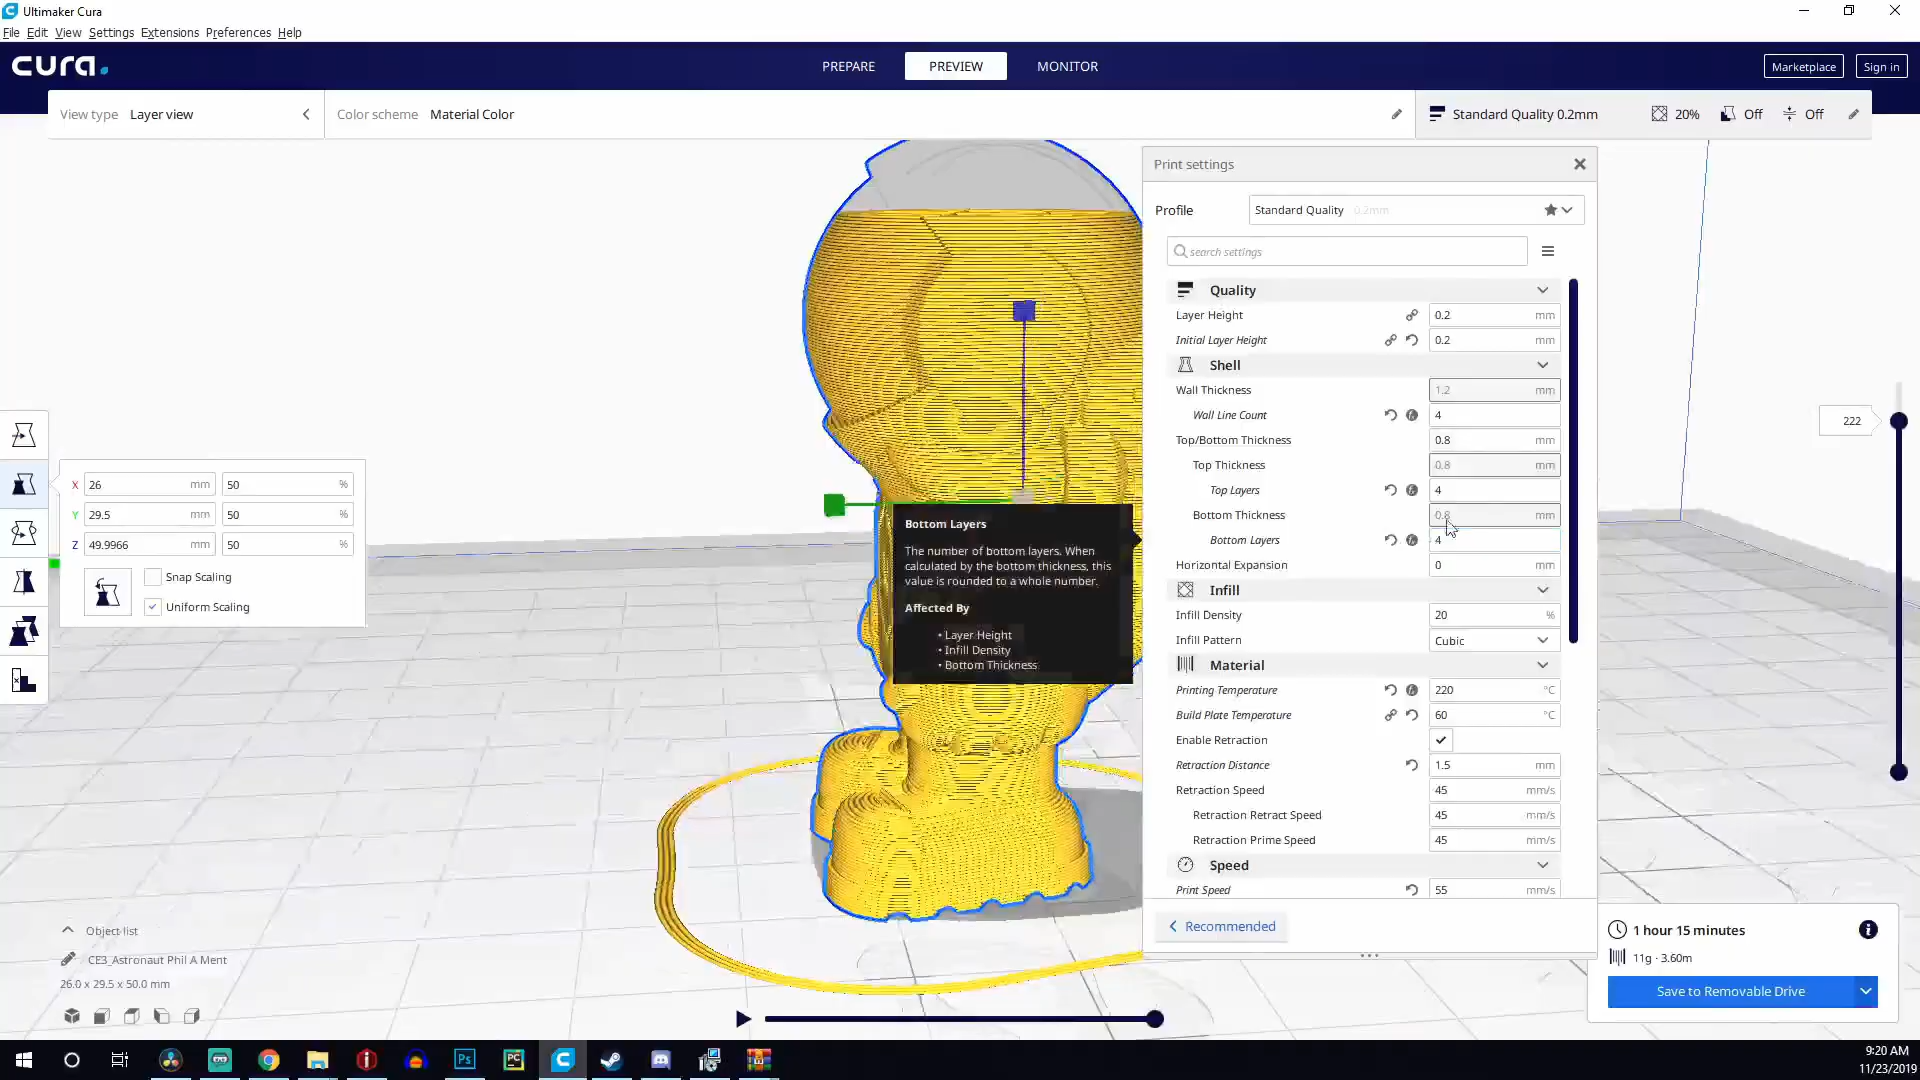 Ultimaker Cura
File Edit View Settings Extensions Preferences Help
cura.
PREPARE PREVIEW MONITOR
Marketplace Sign in
View type Layer view
Color scheme Material Color
Standard Quality 0.2mm 20% Off Off
Print settings
Profile Standard Quality 0.2mm
search settings
Quality
Layer Height 0.2 mm
Initial Layer Height 0.2 mm
Shell
Wall Thickness 1.2 mm
Wall Line Count 4
Top/Bottom Thickness 0.8 mm
Top Thickness 0.8 mm
Top Layers 4
Bottom Thickness 0.8 mm
Bottom Layers 4
Horizontal Expansion 0 mm
Infill
Infill Density 20 %
Infill Pattern Cubic
Material
Printing Temperature 220 °C
Build Plate Temperature 60 °C
Enable Retraction
Retraction Distance 1.5 mm
Retraction Speed 45 mm/s
Retraction Retract Speed 45 mm/s
Retraction Prime Speed 45 mm/s
Speed
Print Speed 55 mm/s
Recommended
222
X 26 mm 50 %
Y 29.5 mm 50 %
Z 49.9966 mm 50 %
Snap Scaling
Uniform Scaling
Bottom Layers
The number of bottom layers. When
calculated by the bottom thickness, this
value is rounded to a whole number.
Affected By
• Layer Height
• Infill Density
• Bottom Thickness
Object list
CE3_Astronaut Phil A Ment
26.0 x 29.5 x 50.0 mm
1 hour 15 minutes
11g · 3.60m
Save to Removable Drive
Ps
PC
9:20 AM
11/23/2019